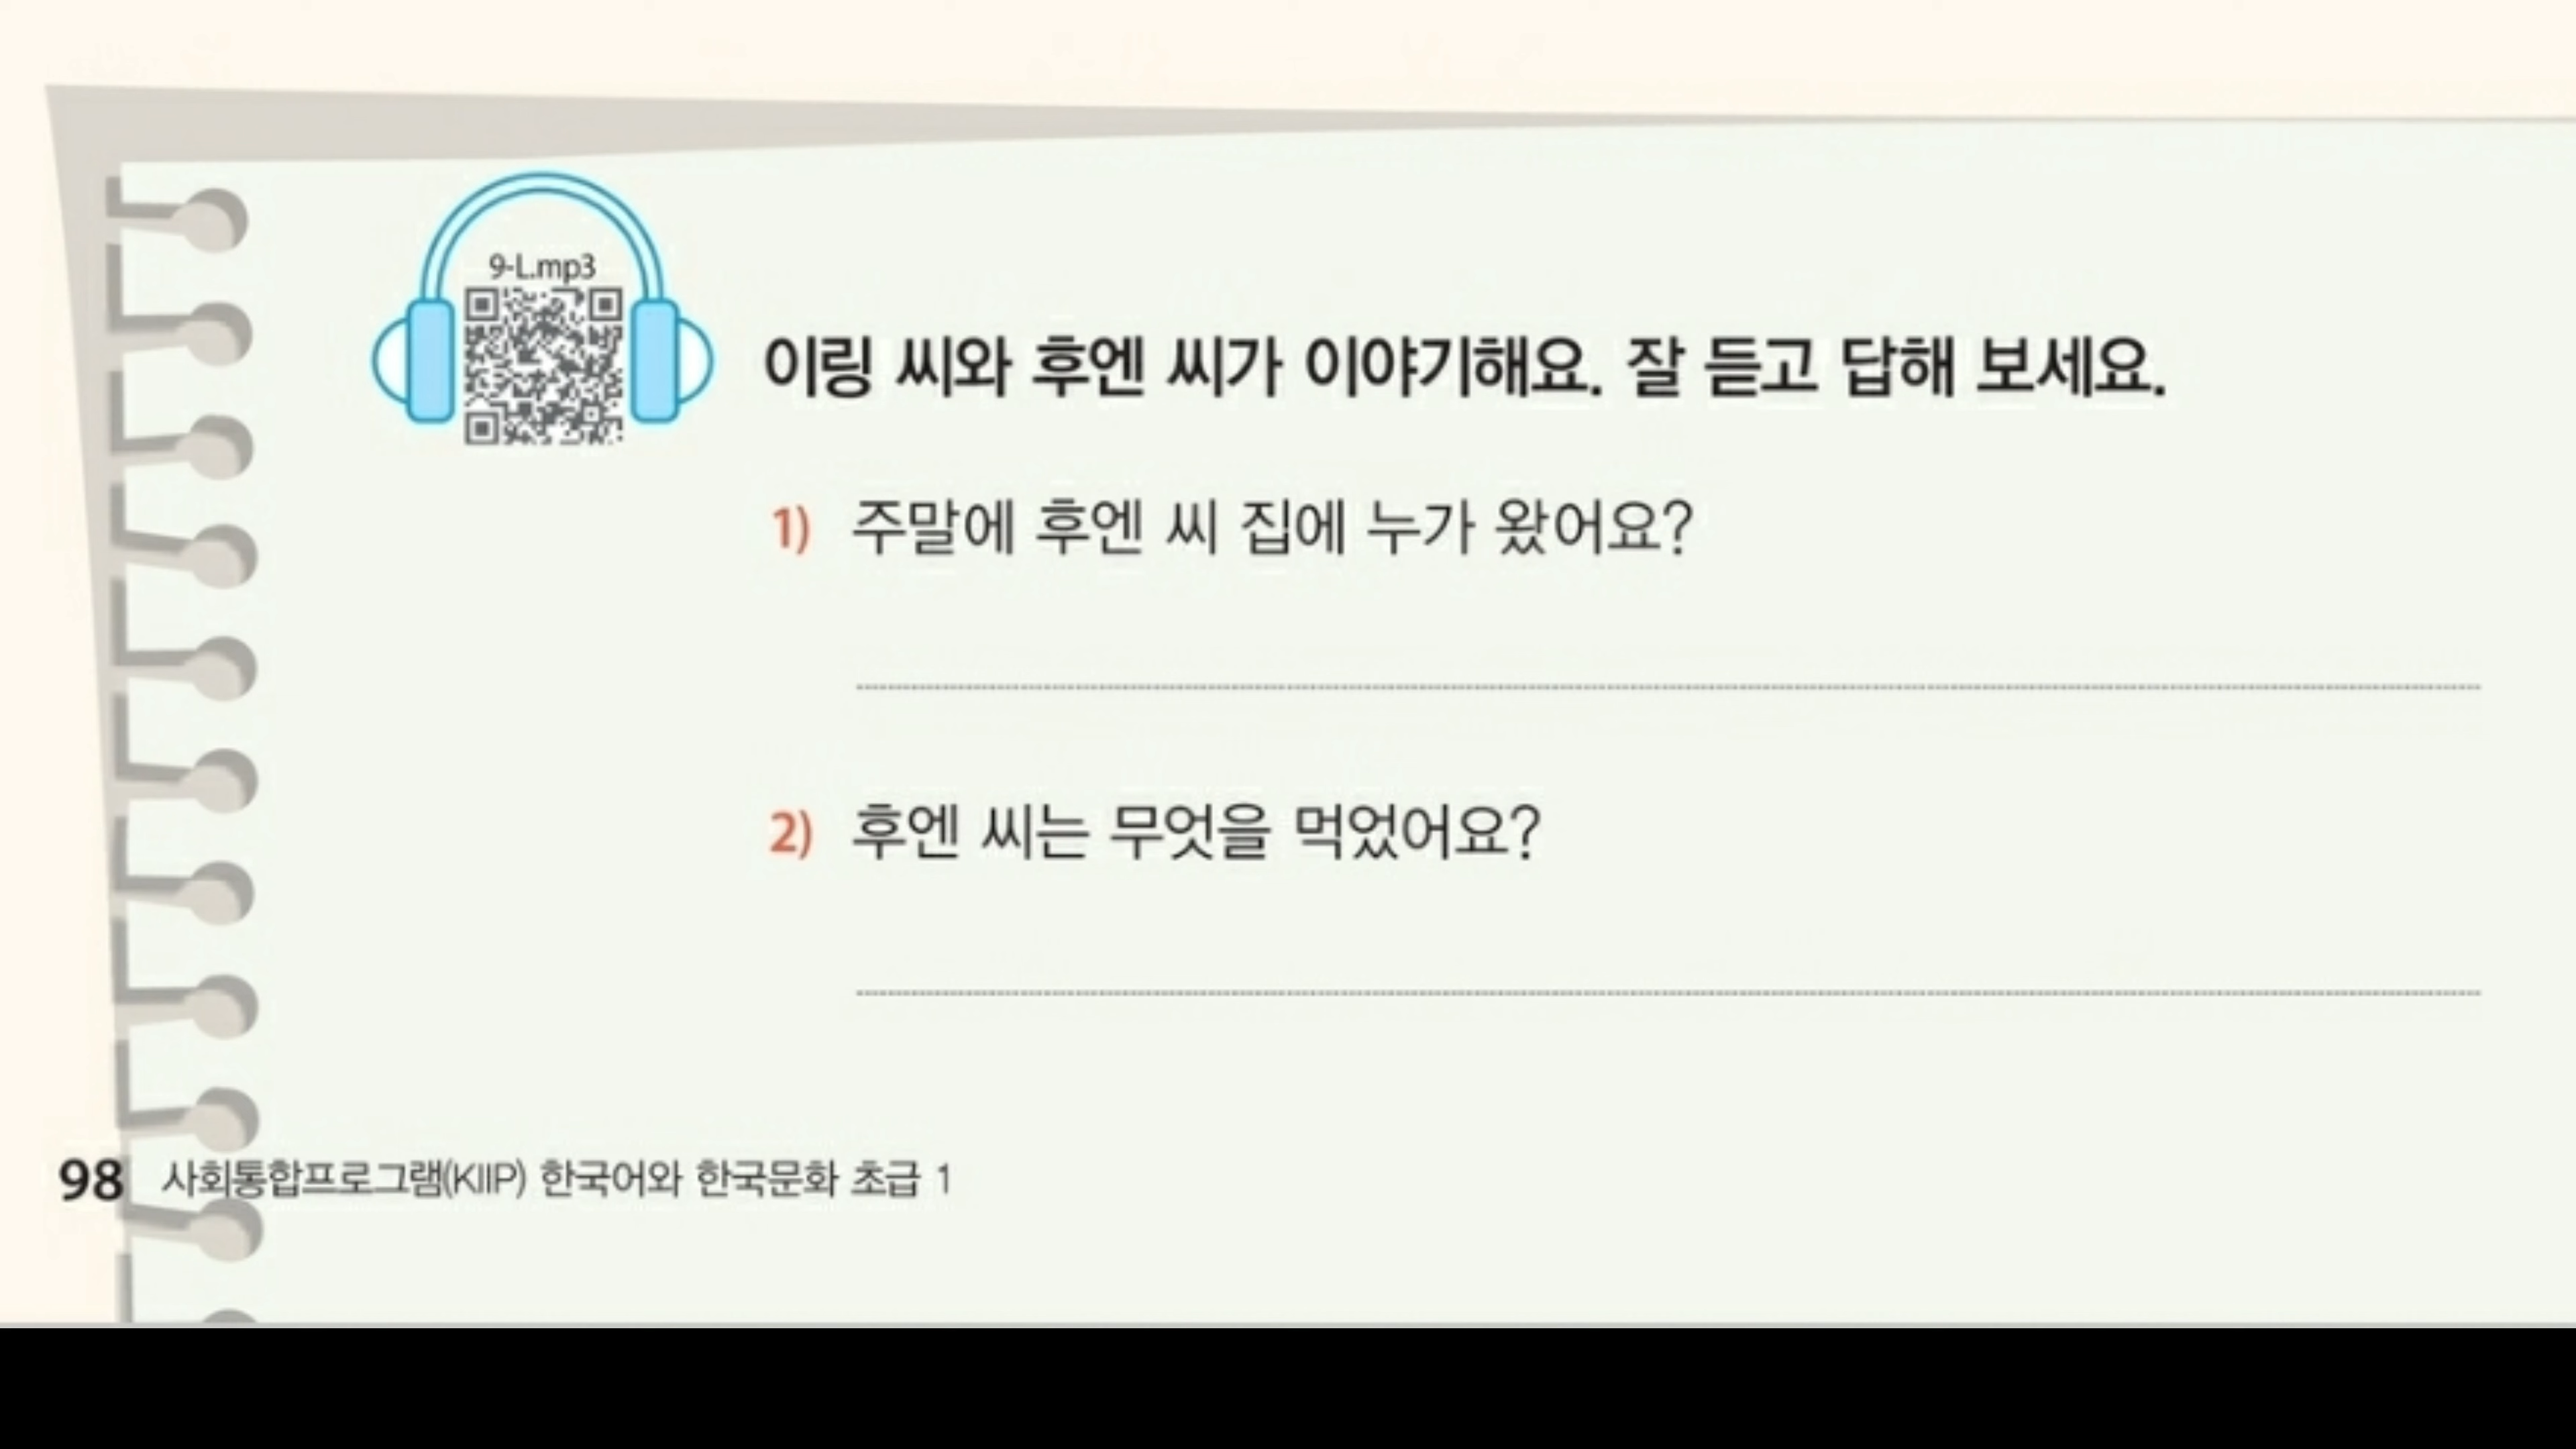 9-L.mp3
이링 씨와 후엔 씨가 이야기해요. 잘 듣고 답해 보세요.
1) 주말에 후엔 씨 집에 누가 왔어요?
2) 후엔 씨는 무엇을 먹었어요?
98 사회통합프로그램(KIIP) 한국어와 한국문화 초급 1